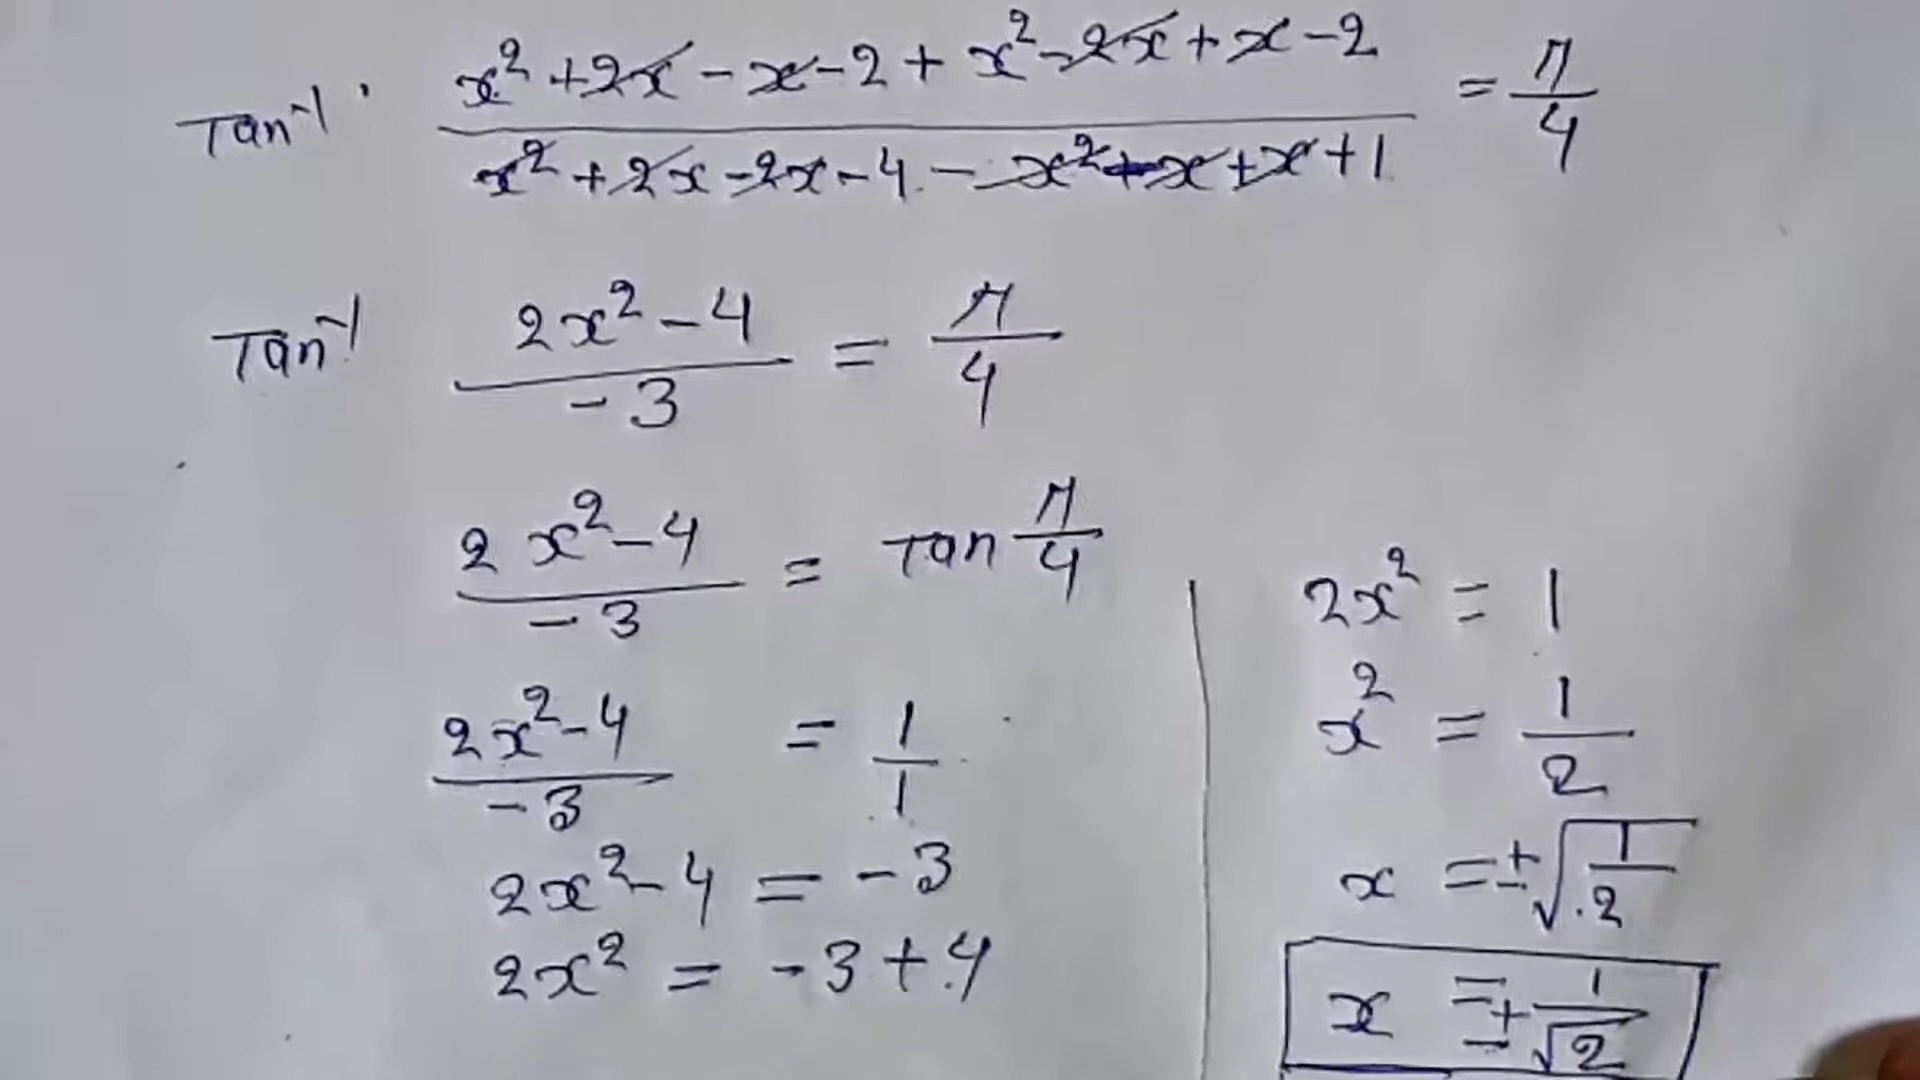 Tan⁻¹ (x² + 2x - x - 2 + x² - 2x + x - 2)/(x² + 2x - 2x - 4 - x² + x + x + 1) = π/4
Tan⁻¹ (2x² - 4)/(-3) = π/4
(2x² - 4)/(-3) = Tan π/4
(2x² - 4)/(-3) = 1/1
2x² - 4 = -3
2x² = -3 + 4
2x² = 1
x² = 1/2
x = ±√(1/2)
x = ± 1/√2